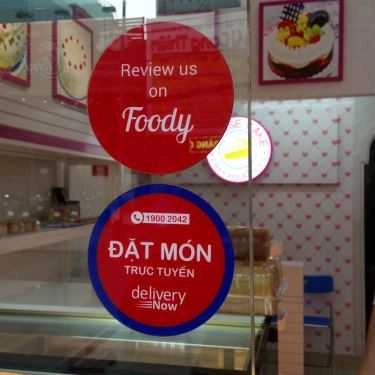 Review us
on
Foody
1900 2042
ĐẶT MÓN
TRỰC TUYẾN
delivery
Now